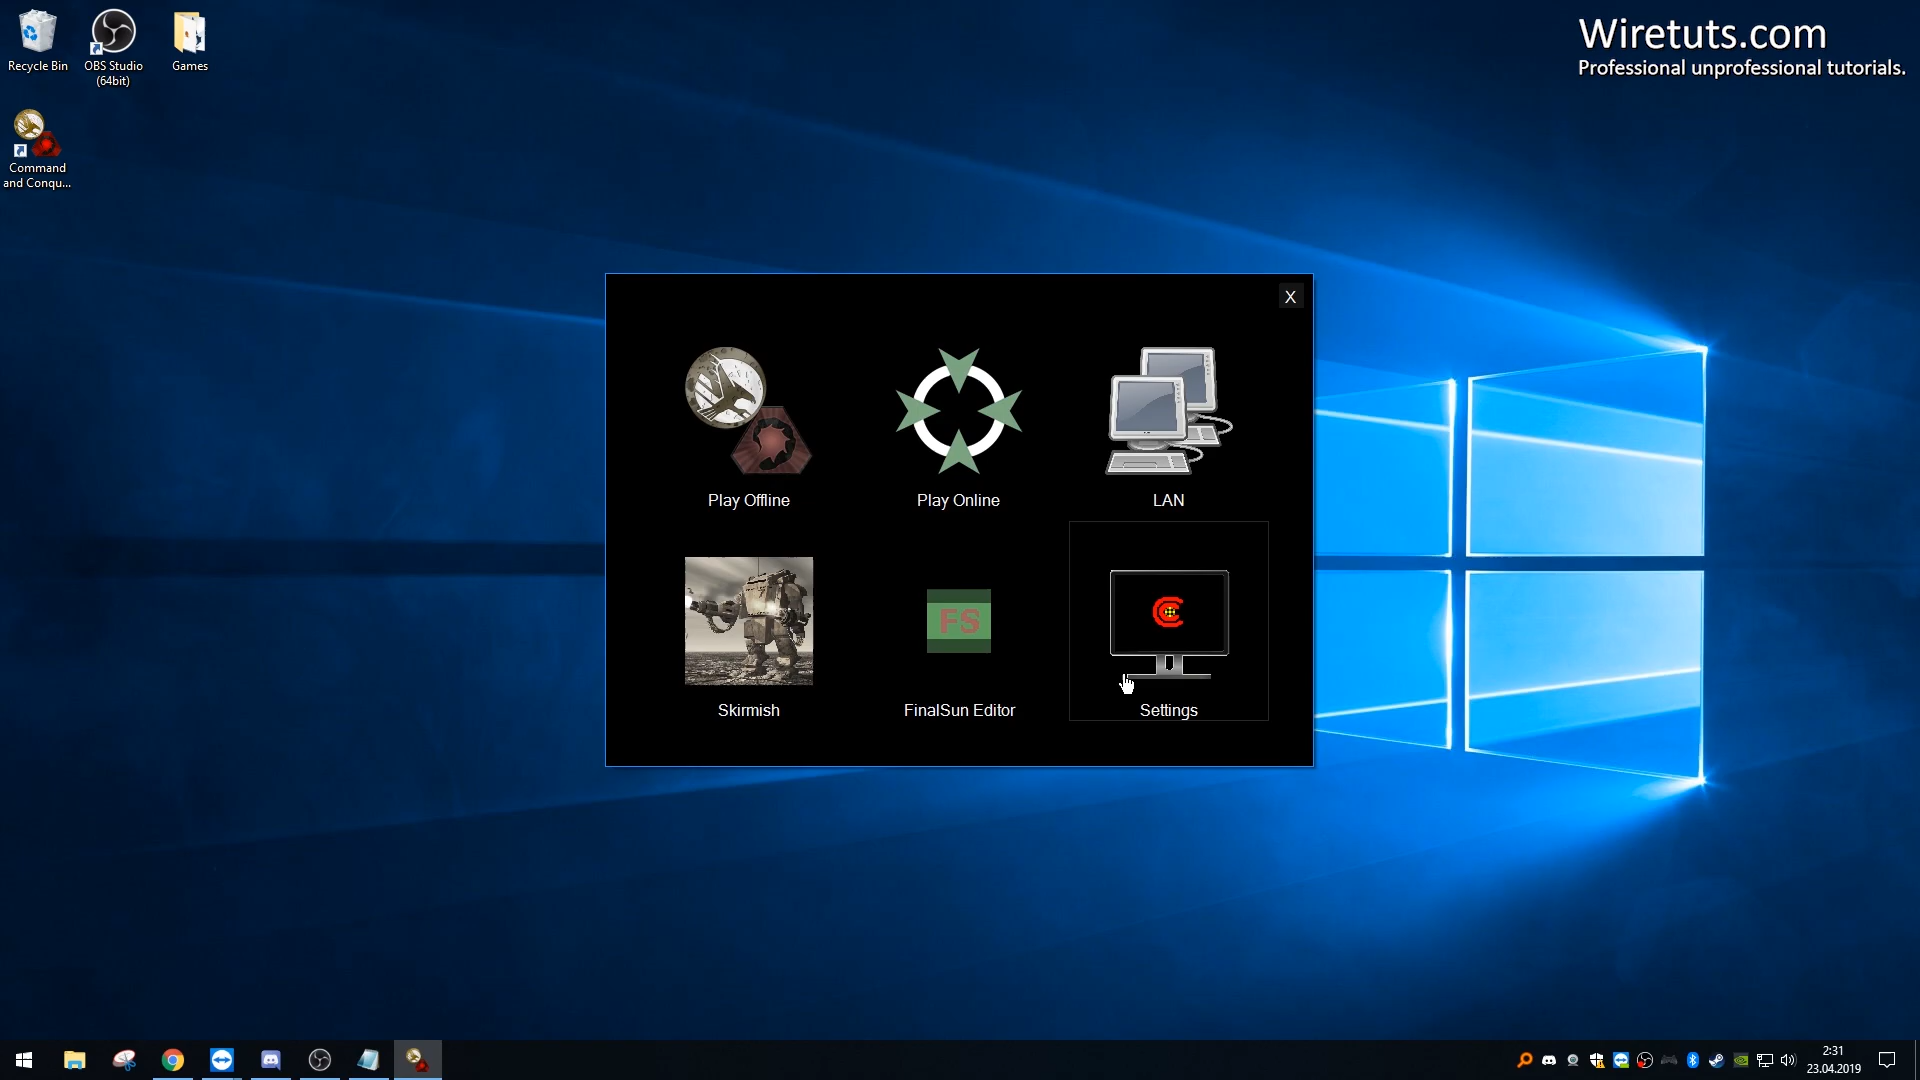 Recycle Bin
OBS Studio
(64bit)
Games
Command
and Conqu...
Wiretuts.com
Professional unprofessional tutorials.
X
Play Offline
Play Online
LAN
FS
Skirmish
FinalSun Editor
Settings
2:31
23.04.2019